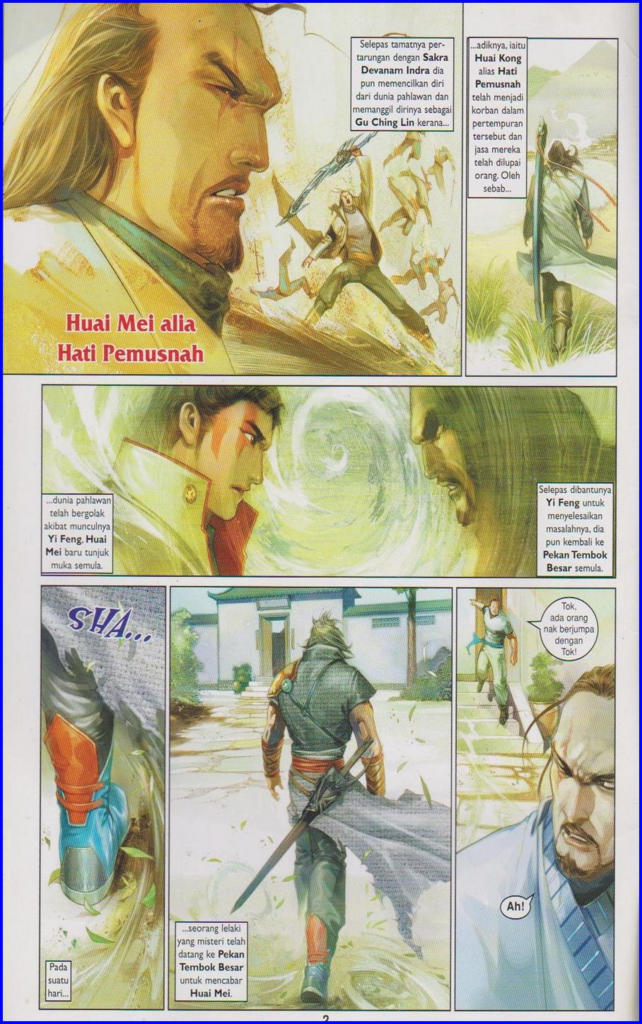 Selepas tamatnya per-
tarungan dengan Sakra
Devanam Indra dia
pun memencilkan diri
dari dunia pahlawan dan
memanggil dirinya sebagai
Gu Ching Lin kerana...
...adiknya, iaitu
Huai Kong
alias Hati
Pemusnah
telah menjadi
korban dalam
pertempuran
tersebut dan
jasa mereka
telah dilupai
orang. Oleh
sebab...
Huai Mei alia
Hati Pemusnah
...dunia pahlawan
telah bergolak
akibat munculnya
Yi Feng. Huai
Mei baru tunjuk
muka semula.
Selepas dibantunya
Yi Feng untuk
menyelesaikan
masalahnya, dia
pun kembali ke
Pekan Tembok
Besar semula.
SHA...
Pada
suatu
hari...
...seorang lelaki
yang misteri telah
datang ke Pekan
Tembok Besar
untuk mencabar
Huai Mei.
Tok,
ada orang
nak berjumpa
dengan
Tok!
Ah!
2